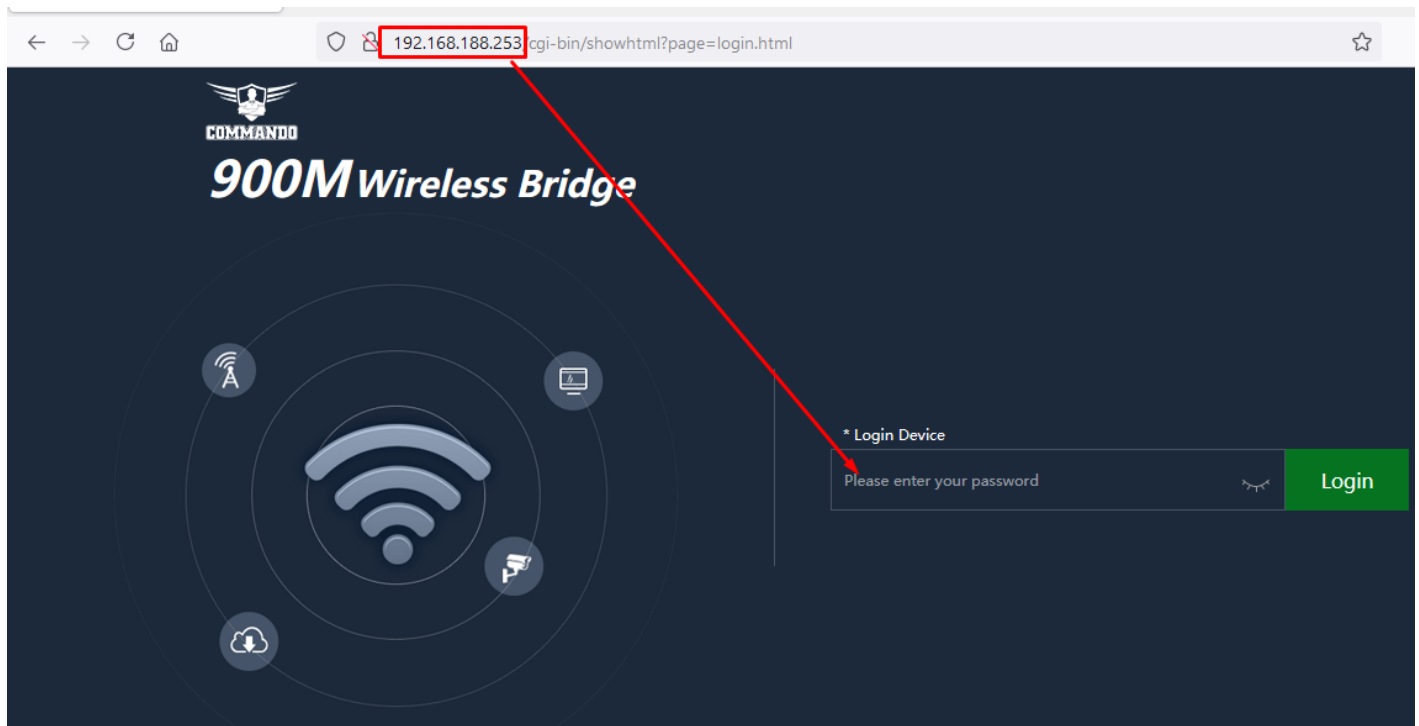 192.168.188.253/cgi-bin/showhtml?page=login.html
COMMANDO
900M Wireless Bridge
* Login Device
Please enter your password
Login